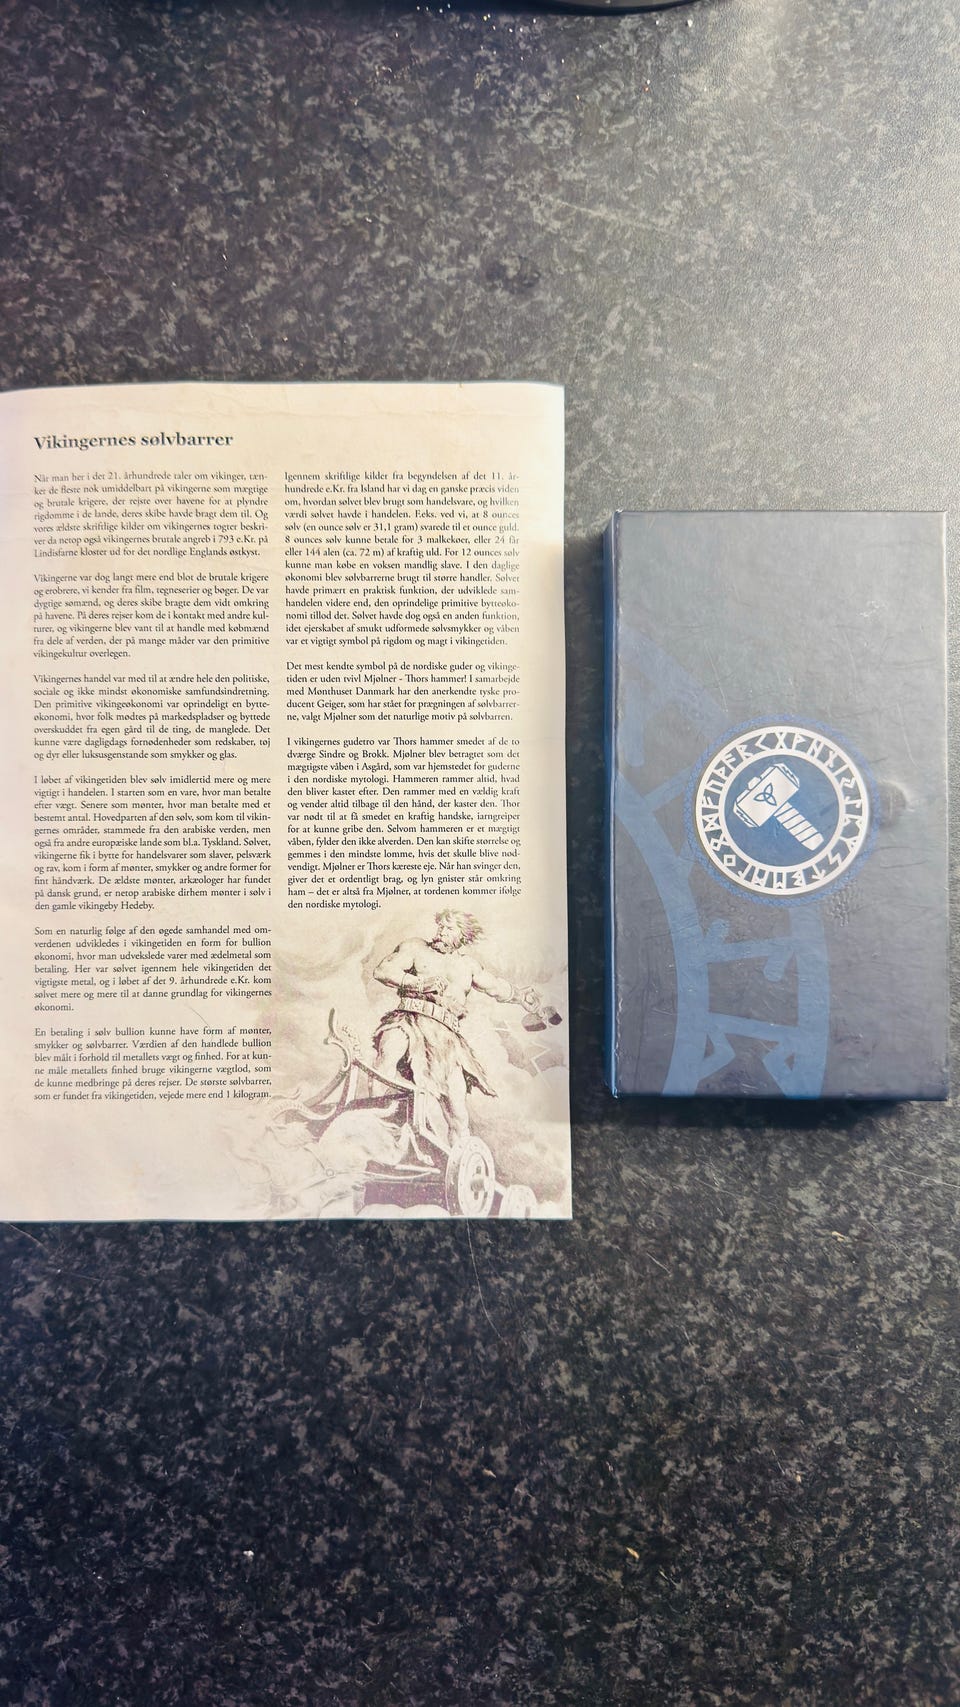 Vikingernes sølvbarrer
Når man her i det 21. århundrede taler om vikinger, tæn-
ker de fleste nok umiddelbart på vikingerne som mægtige
og brutale krigere, der rejste over havene for at plyndre
rigdomme i de lande, deres skibe havde bragt dem til. Og
vores ældste skriftlige kilder om vikingernes togter beskri-
ver da netop også vikingernes brutale angreb i 793 e.Kr. på
Lindisfarne kloster ud for det nordlige Englands østkyst.
Vikingerne var dog langt mere end blot de brutale krigere
og erobrere, vi kender fra film, tegneserier og bøger. De var
dygtige sømænd, og deres skibe bragte dem vidt omkring
på havene. På deres rejser kom de i kontakt med andre kul-
turer, og vikingerne blev vant til at handle med købmænd
fra dele af verden, der på mange måder var den primitive
vikingekultur overlegen.
Vikingernes handel var med til at ændre hele den politiske,
sociale og ikke mindst økonomiske samfundsindretning.
Den primitive vikingeøkonomi var oprindeligt en bytte-
økonomi, hvor folk mødtes på markedspladser og byttede
overskuddet fra egen gård til de ting, de manglede. Det
kunne være dagligdags fornødenheder som redskaber, tøj
og dyr eller luksusgenstande som smykker og glas.
I løbet af vikingetiden blev sølv imidlertid mere og mere
vigtigt i handelen. I starten som en vare, hvor man betalte
efter vægt. Senere som mønter, hvor man betalte med et
bestemt antal. Hovedparten af den sølv, som kom til vikin-
gernes områder, stammede fra den arabiske verden, men
også fra andre europæiske lande som bl.a. Tyskland. Sølvet,
vikingerne fik i bytte for handelsvarer som slaver, pelsværk
og rav, kom i form af mønter, smykker og andre former for
fint håndværk. De ældste mønter, arkæologer har fundet
på dansk grund, er netop arabiske dirhem mønter i sølv i
den gamle vikingeby Hedeby.
Som en naturlig følge af den øgede samhandel med om-
verdenen udvikledes i vikingetiden en form for bullion
økonomi, hvor man udvekslede varer med ædelmetal som
betaling. Her var sølvet igennem hele vikingetiden det
vigtigste metal, og i løbet af det 9. århundrede e.Kr. kom
sølvet mere og mere til at danne grundlag for vikingernes
økonomi.
En betaling i sølv bullion kunne have form af mønter,
smykker og sølvbarrer. Værdien af den handlede bullion
blev målt i forhold til metallets vægt og finhed. For at kun-
ne måle metallets finhed bruge vikingerne vægtlod, som
de kunne medbringe på deres rejser. De største sølvbarrer,
som er fundet fra vikingetiden, vejede mere end 1 kilogram.
Igennem skriftlige kilder fra begyndelsen af det 11. år-
hundrede e.Kr. fra Island har vi dag en ganske præcis viden
om, hvordan sølvet blev brugt som handelsvare, og hvilken
værdi sølvet havde i handelen. F.eks. ved vi, at 8 ounces
sølv (en ounce sølv er 31,1 gram) svarede til et ounce guld.
8 ounces sølv kunne betale for 3 malkekøer, eller 24 får
eller 144 alen (ca. 72 m) af kraftig uld. For 12 ounces sølv
kunne man købe en voksen mandlig slave. I den daglige
økonomi blev sølvbarrerne brugt til større handler. Sølvet
havde primært en praktisk funktion, der udviklede sam-
handelen videre end, den oprindelige primitive bytteøko-
nomi tillod det. Sølvet havde dog også en anden funktion,
idet ejerskabet af smukt udformede sølvsmykker og våben
var et vigtigt symbol på rigdom og magt i vikingetiden.
Det mest kendte symbol på de nordiske guder og vikinge-
tiden er uden tvivl Mjølner - Thors hammer! I samarbejde
med Mønthuset Danmark har den anerkendte tyske pro-
ducent Geiger, som har stået for prægningen af sølvbarrer-
ne, valgt Mjølner som det naturlige motiv på sølvbarren.
I vikingernes gudetro var Thors hammer smedet af de to
dværge Sindre og Brokk. Mjølner blev betragtet som det
mægtigste våben i Asgård, som var hjemstedet for guderne
i den nordiske mytologi. Hammeren rammer altid, hvad
den bliver kastet efter. Den rammer med en vældig kraft
og vender altid tilbage til den hånd, der kaster den. Thor
var nødt til at få smedet en kraftig handske, jarngreiper
for at kunne gribe den. Selvom hammeren er et mægtigt
våben, fylder den ikke alverden. Den kan skifte størrelse og
gemmes i den mindste lomme, hvis det skulle blive nød-
vendigt. Mjølner er Thors kæreste eje. Når han svinger den,
giver det et ordentligt brag, og lyn gnister står omkring
ham – det er altså fra Mjølner, at tordenen kommer ifølge
den nordiske mytologi.